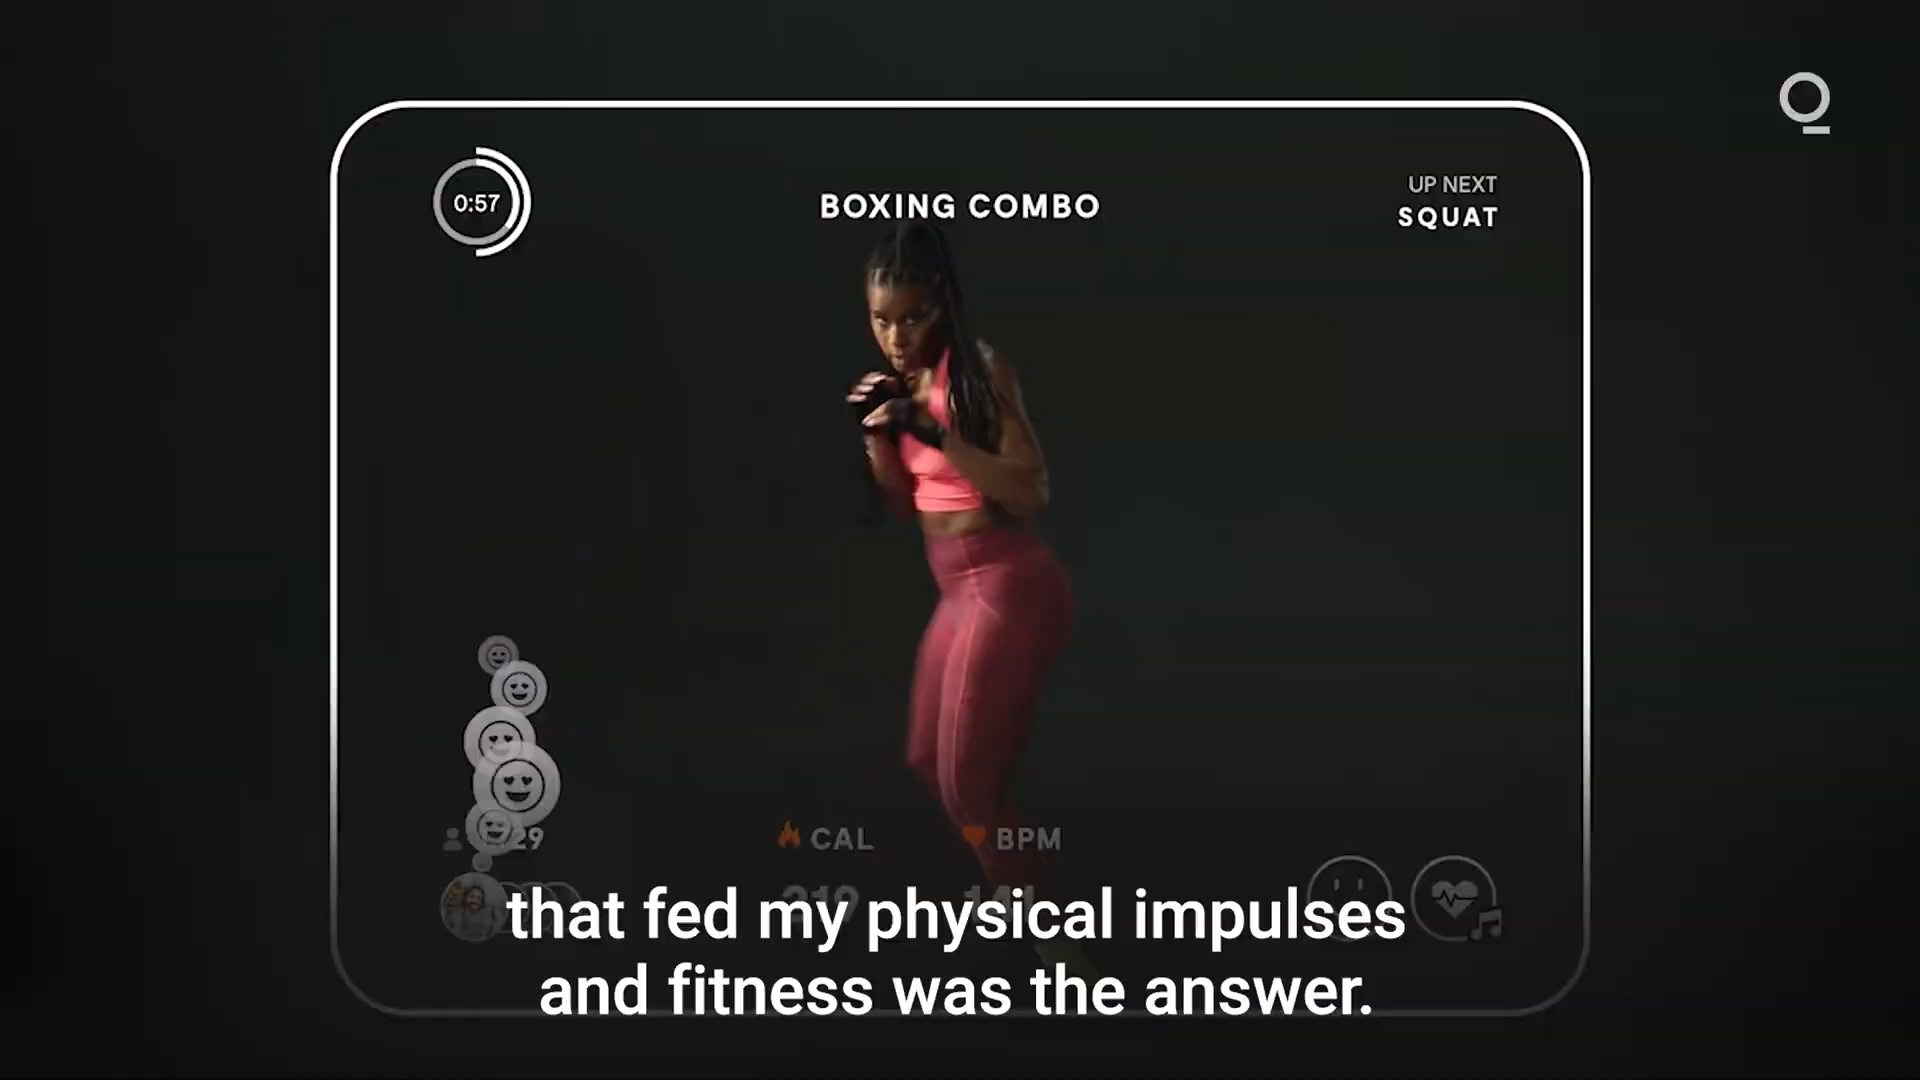 0:57
BOXING COMBO
UP NEXT
SQUAT
CAL
BPM
that fed my physical impulses
and fitness was the answer.